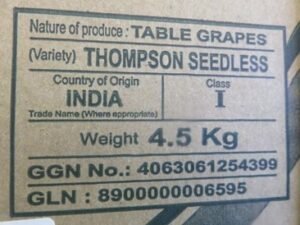 Nature of produce : TABLE GRAPES
(Variety) THOMPSON SEEDLESS
Country of Origin Class
INDIA I
Trade Name (Where appropriate)
Weight 4.5 Kg
GGN No.: 4063061254399
GLN : 8900000006595